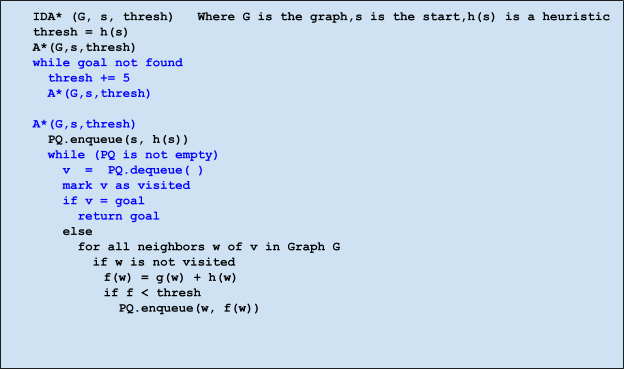 IDA* (G, s, thresh)   Where G is the graph,s is the start,h(s) is a heuristic
thresh = h(s)
A*(G,s,thresh)
while goal not found
  thresh += 5
  A*(G,s,thresh)

A*(G,s,thresh)
  PQ.enqueue(s, h(s))
  while (PQ is not empty)
    v  =  PQ.dequeue( )
    mark v as visited
    if v = goal
      return goal
    else
      for all neighbors w of v in Graph G
        if w is not visited
          f(w) = g(w) + h(w)
          if f < thresh
            PQ.enqueue(w, f(w))